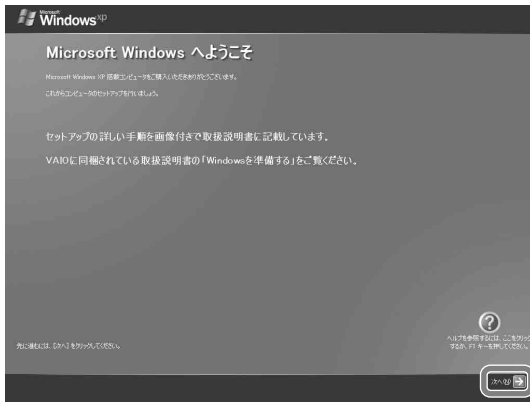 Microsoft
Windows xp
Microsoft Windows へようこそ
Microsoft Windows XP 搭載コンピュータをご購入いただきありがとうございます。
これからコンピュータのセットアップを行いましょう。
セットアップの詳しい手順を画像付きで取扱説明書に記載しています。
VAIOに同梱されている取扱説明書の「Windowsを準備する」をご覧ください。
ヘルプを参照するには、ここをクリック
するか、F1 キーを押してください。
先に進むには、[次へ] をクリックしてください。
次へ(N)